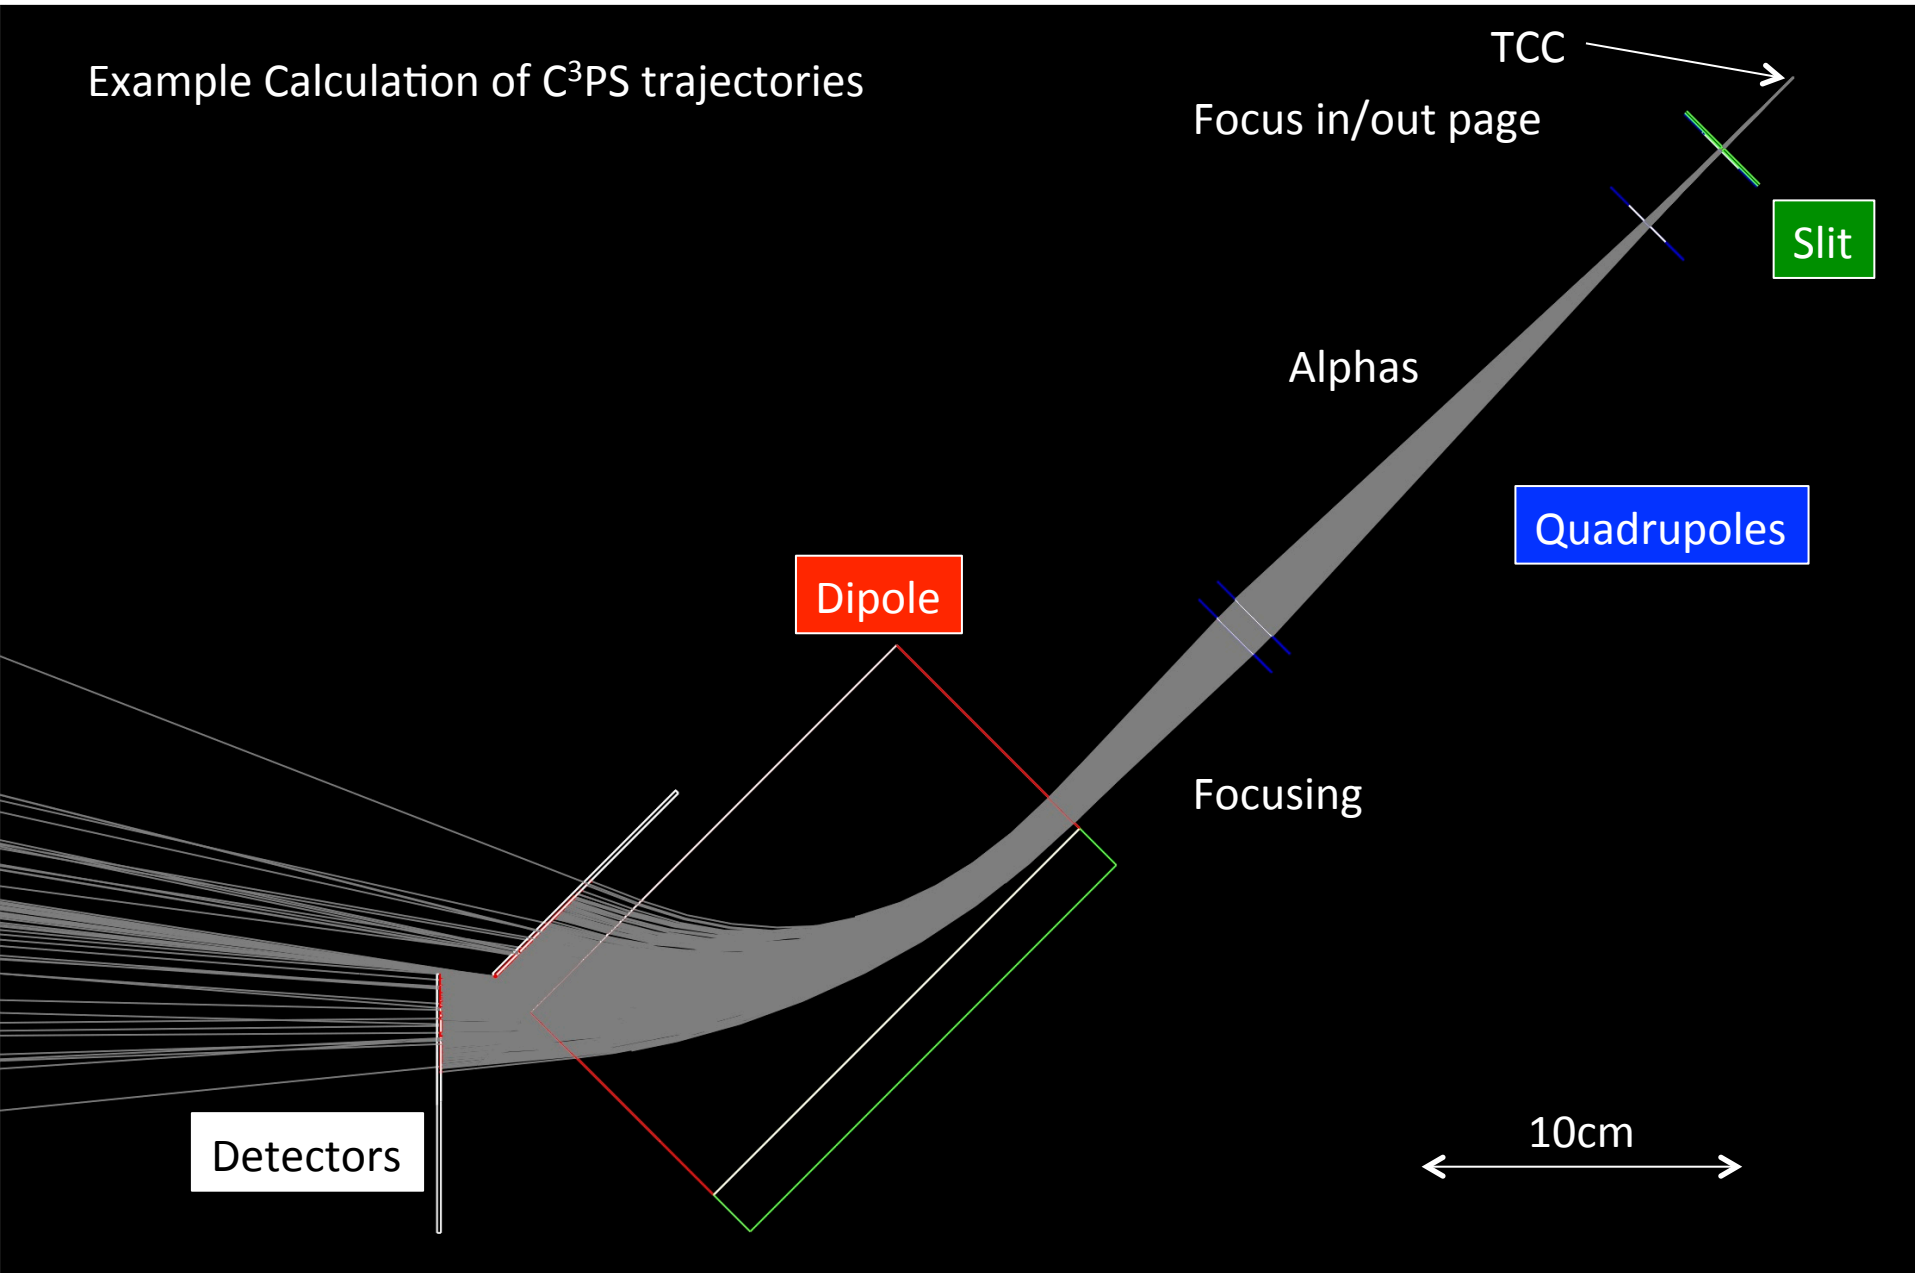 TCC
Example Calculation of C³PS trajectories
Focus in/out page
Slit
Alphas
Quadrupoles
Dipole
Focusing
10cm
Detectors